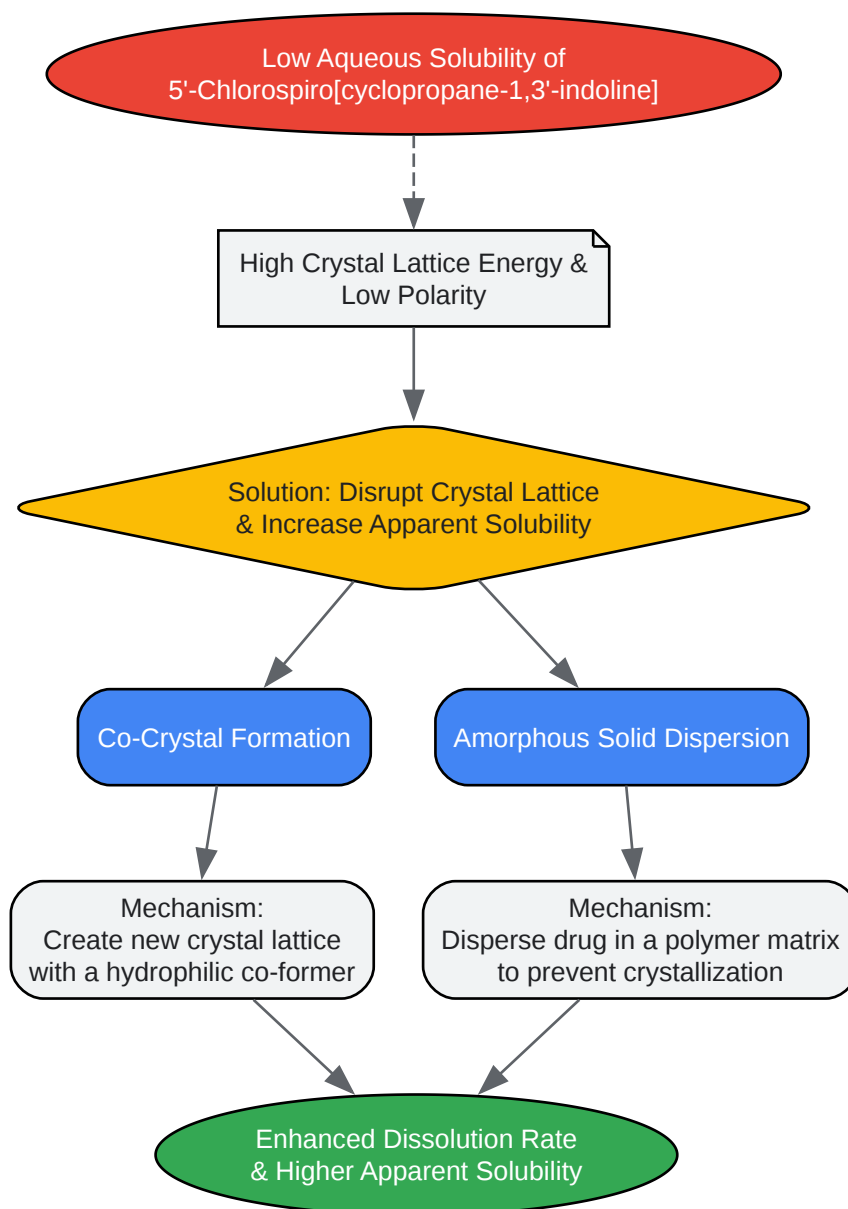 Low Aqueous Solubility of
5'-Chlorospiro[cyclopropane-1,3'-indoline]
High Crystal Lattice Energy &
Low Polarity
Solution: Disrupt Crystal Lattice
& Increase Apparent Solubility
Co-Crystal Formation
Amorphous Solid Dispersion
Mechanism:
Create new crystal lattice
with a hydrophilic co-former
Mechanism:
Disperse drug in a polymer matrix
to prevent crystallization
Enhanced Dissolution Rate
& Higher Apparent Solubility